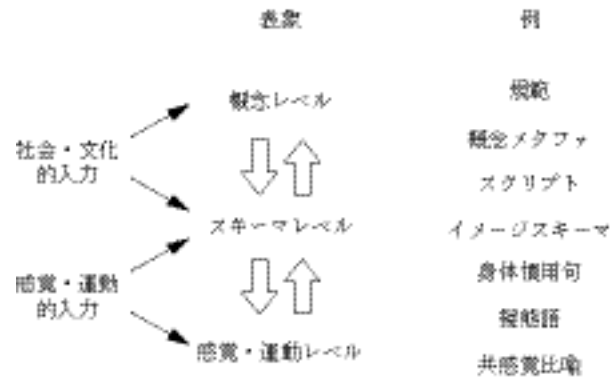 表象
例
概念レベル
規範
社会・文化
的入力
概念メタファ
スクリプト
スキーマレベル
イメージスキーマ
感覚・運動
的入力
身体慣用句
擬態語
感覚・運動レベル
共感覚比喩